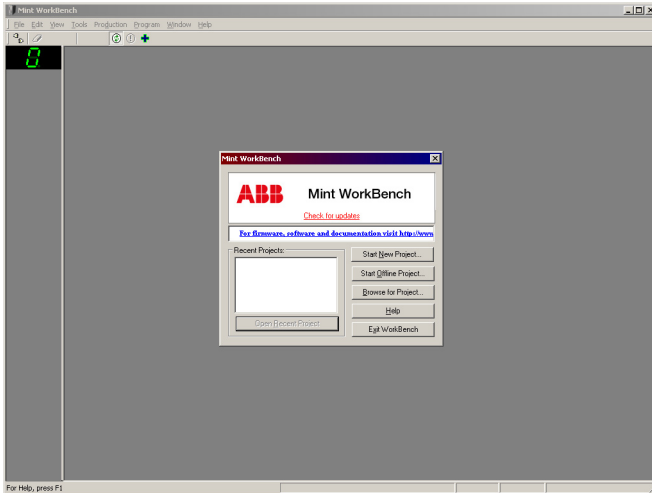 Mint WorkBench
File Edit View Tools Production Program Window Help
0
Mint WorkBench
ABB Mint WorkBench
Check for updates
For firmware, software and documentation visit http://www
Recent Projects:
Start New Project...
Start Offline Project...
Browse for Project...
Help
Open Recent Project
Exit WorkBench
For Help, press F1